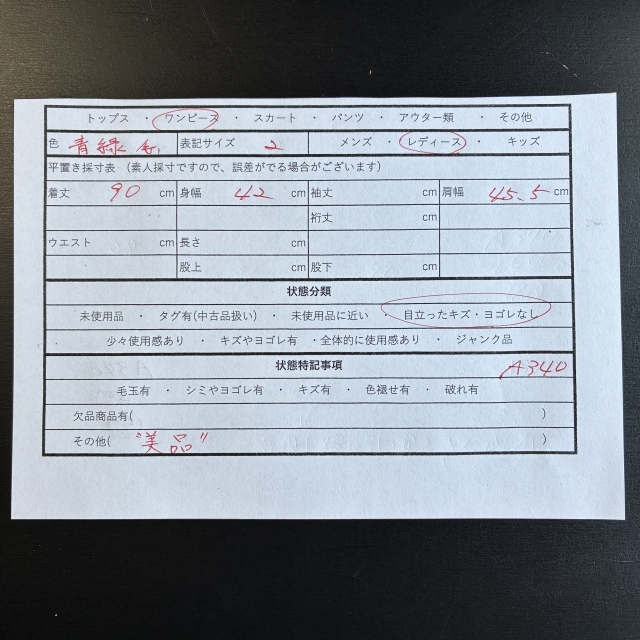 トップス ・ ワンピース ・ スカート ・ パンツ ・ アウター類 ・ その他
色 青緑系 表記サイズ 2 メンズ ・ レディース ・ キッズ
平置き採寸表（素人採寸ですので、誤差がでる場合がございます）
着丈 90 cm 身幅 42 cm 袖丈 cm 肩幅 45.5 cm
裄丈 cm
ウエスト cm 長さ cm
股上 cm 股下 cm
状態分類
未使用品 ・ タグ有(中古品扱い) ・ 未使用品に近い ・ 目立ったキズ・ヨゴレなし
・ 少々使用感あり ・ キズやヨゴレ有 ・全体的に使用感あり ・ ジャンク品
状態特記事項 A340
毛玉有 ・ シミやヨゴレ有 ・ キズ有 ・ 色褪せ有 ・ 破れ有
欠品商品有( )
その他( "美品" )